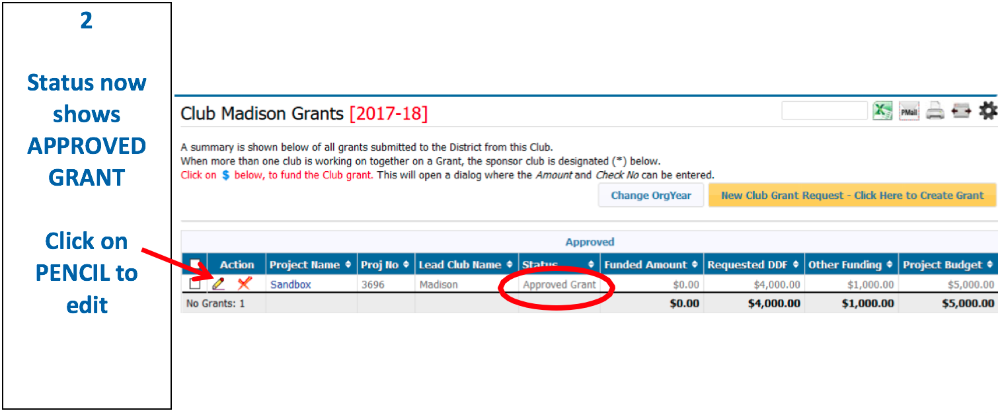 2
Status now
shows
APPROVED
GRANT
Click on
PENCIL to
edit
Club Madison Grants [2017-18]
PMail
A summary is shown below of all grants submitted to the District from this Club.
When more than one club is working on together on a Grant, the sponsor club is designated (*) below.
Click on $ below, to fund the Club grant. This will open a dialog where the Amount and Check No can be entered.
Change OrgYear
New Club Grant Request - Click Here to Create Grant
Approved
Action Project Name Proj No Lead Club Name Status Funded Amount Requested DDF Other Funding Project Budget
Sandbox 3696 Madison Approved Grant $0.00 $4,000.00 $1,000.00 $5,000.00
No Grants: 1 $0.00 $4,000.00 $1,000.00 $5,000.00